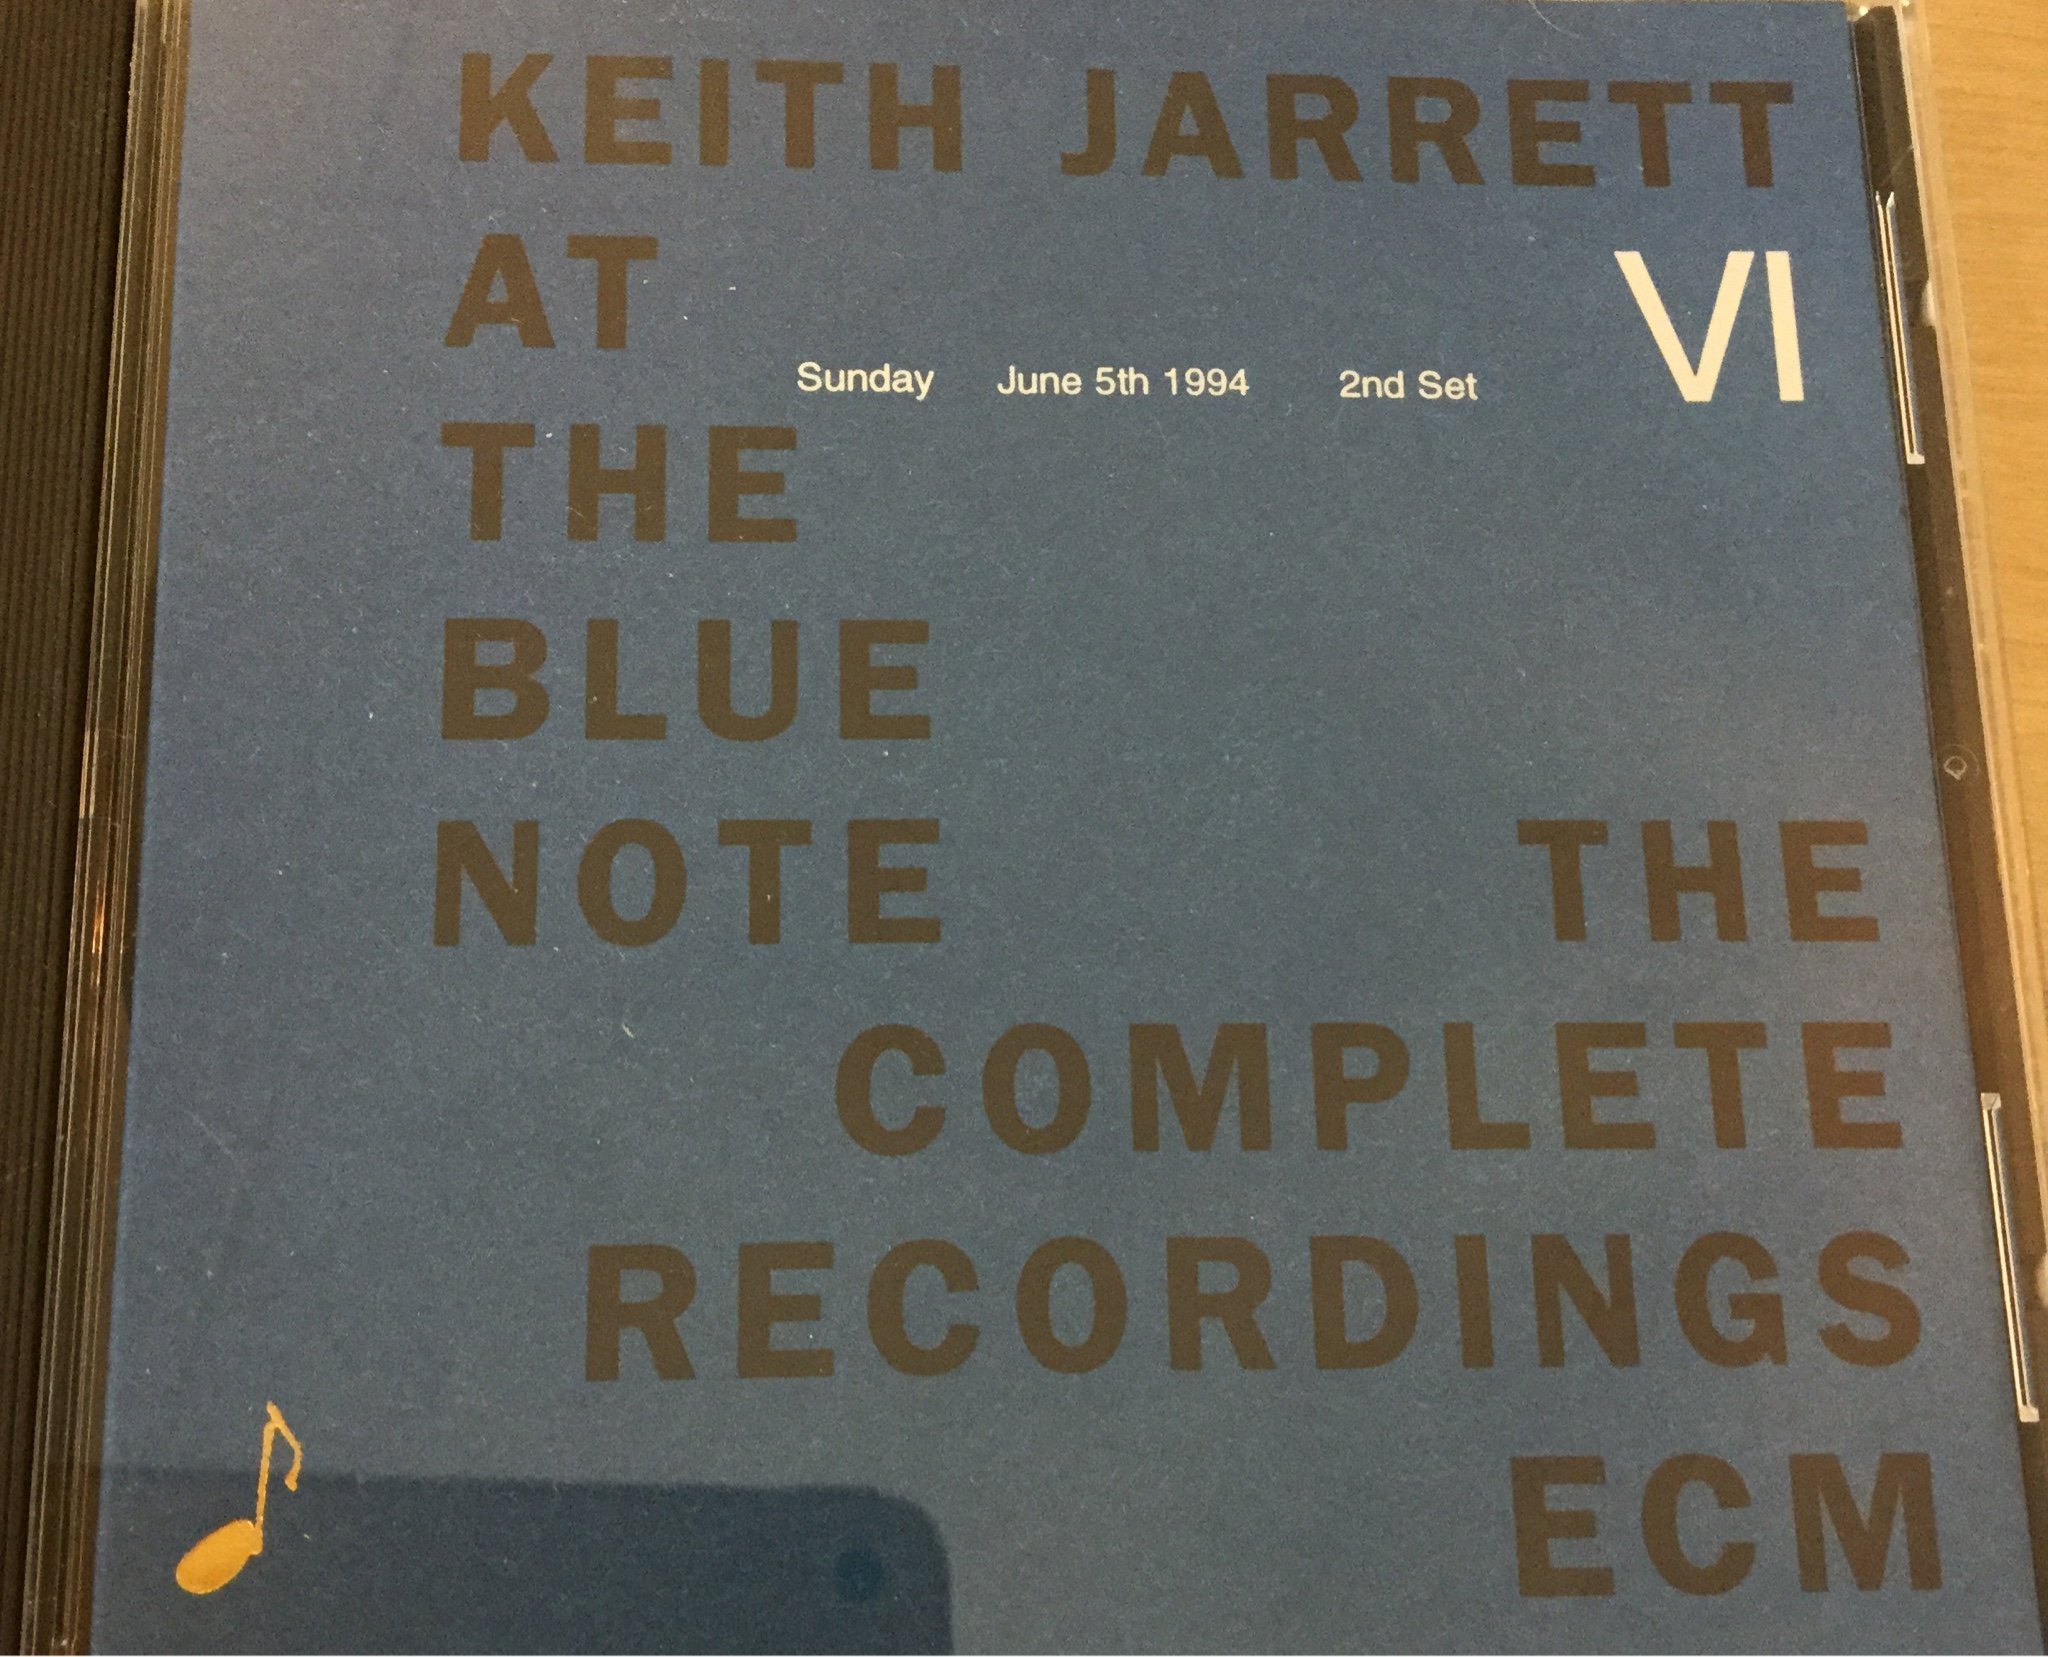 KEITH JARRETT
AT
VI
Sunday June 5th 1994 2nd Set
THE
BLUE
NOTE THE
COMPLETE
RECORDINGS
ECM